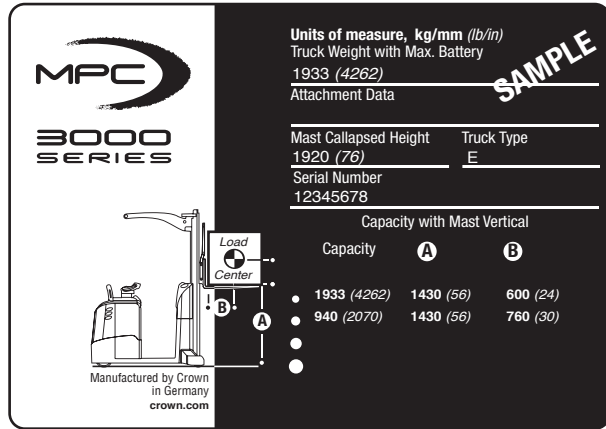 MPC
3000
SERIES
Load
Center
B
A
Manufactured by Crown
in Germany
crown.com
Units of measure, kg/mm (lb/in)
Truck Weight with Max. Battery
1933 (4262)
SAMPLE
Attachment Data
Mast Callapsed Height Truck Type
1920 (76) E
Serial Number
12345678
Capacity with Mast Vertical
Capacity A B
1933 (4262) 1430 (56) 600 (24)
940 (2070) 1430 (56) 760 (30)